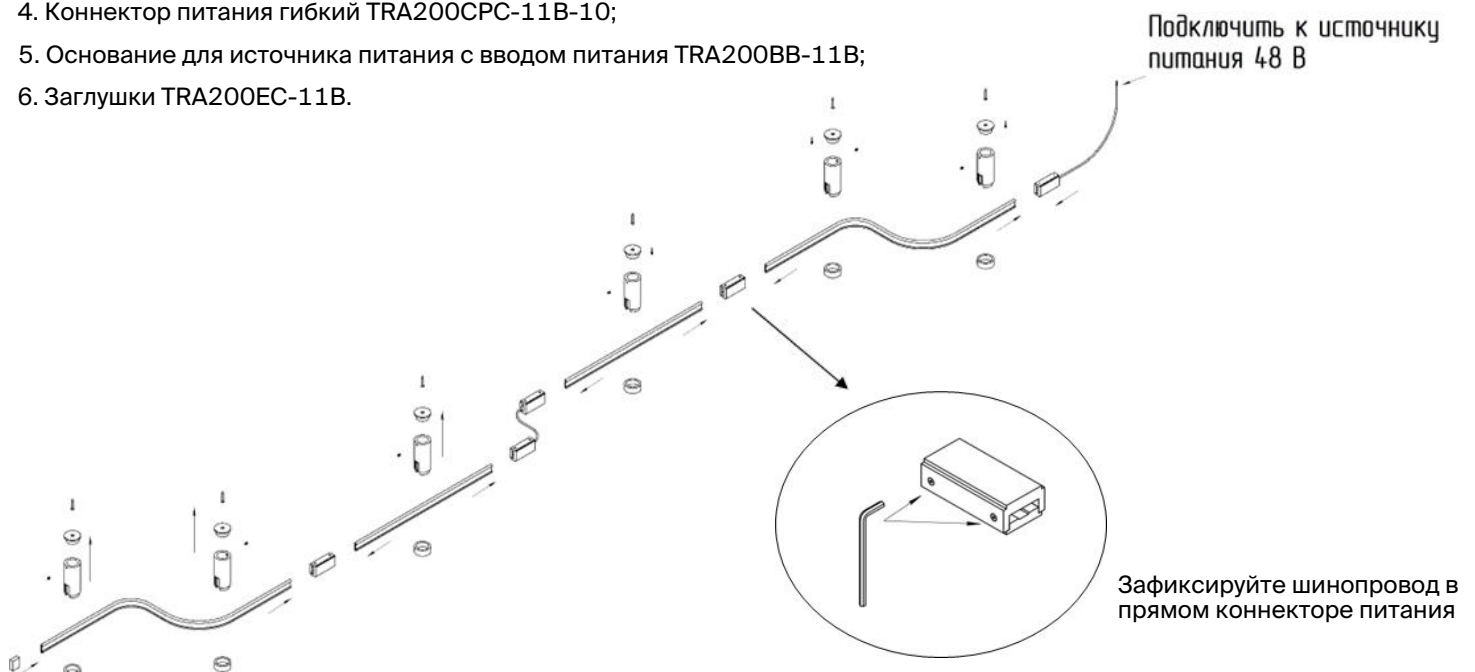 4. Коннектор питания гибкий TRA200CPC-11B-10;
5. Основание для источника питания с вводом питания TRA200BB-11B;
6. Заглушки TRA200EC-11B.
Подключить к источнику
питания 48 В
Зафиксируйте шинопровод в
прямом коннекторе питания